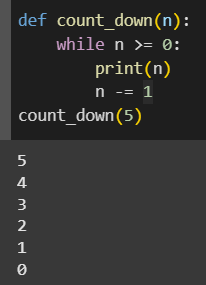 def count_down(n):
    while n >= 0:
        print(n)
        n -= 1
count_down(5)
5
4
3
2
1
0